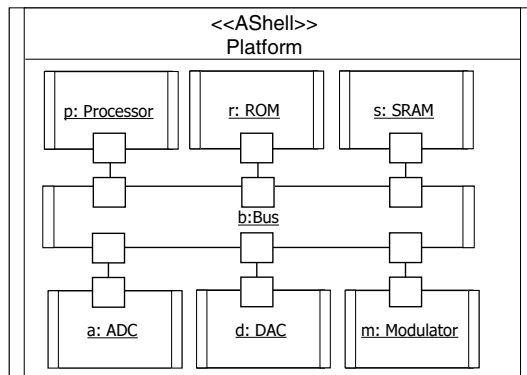 <<AShell>>
Platform
p: Processor
r: ROM
s: SRAM
b:Bus
a: ADC
d: DAC
m: Modulator